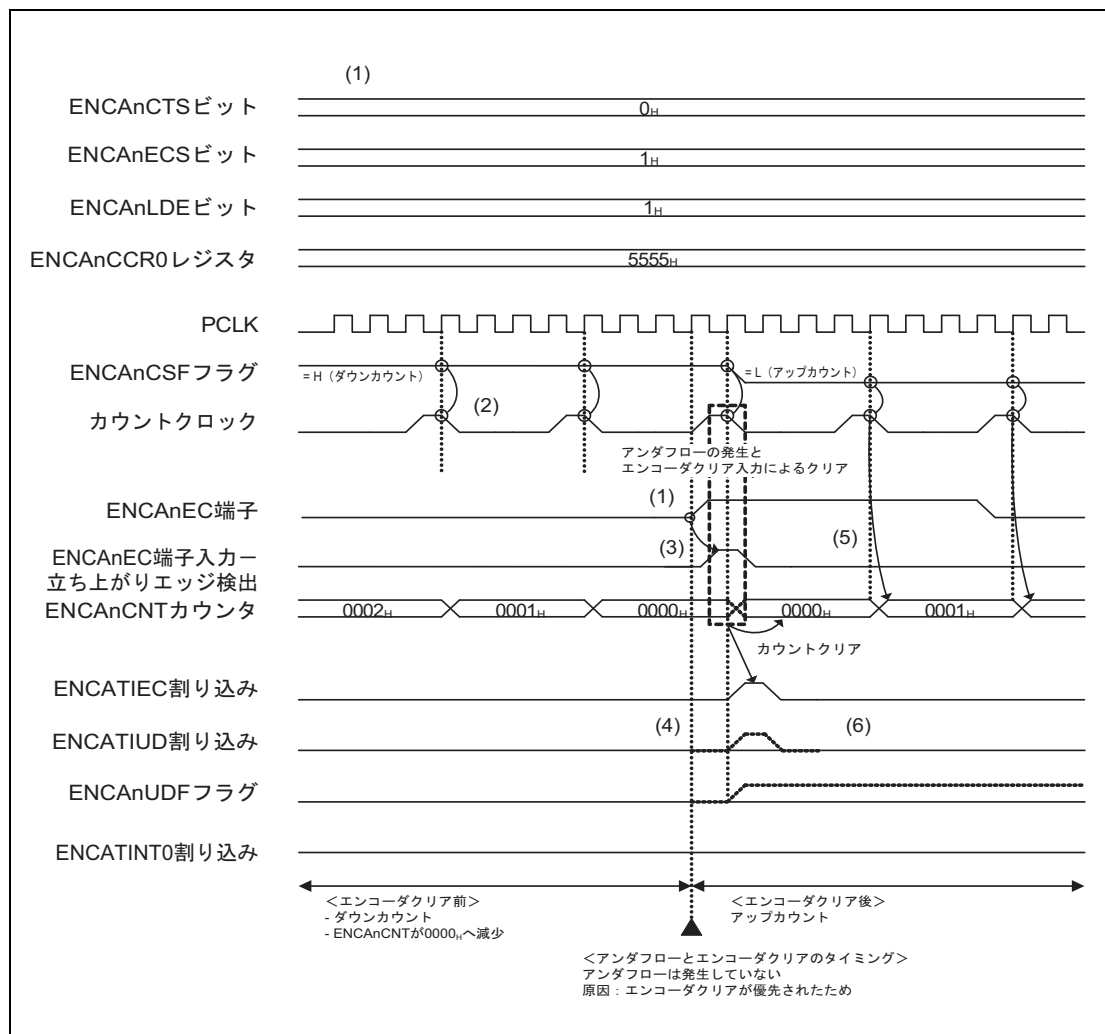 (1)
ENCAnCTSビット
0H
ENCAnECSビット
1H
ENCAnLDEビット
1H
ENCAnCCR0レジスタ
5555H
PCLK
ENCAnCSFフラグ
= H（ダウンカウント）
= L（アップカウント）
カウントクロック
(2)
アンダフローの発生と
エンコーダクリア入力によるクリア
ENCAnEC端子
(1)
ENCAnEC端子入力ー
立ち上がりエッジ検出
(3)
(5)
ENCAnCNTカウンタ
0002H
0001H
0000H
0000H
0001H
カウントクリア
ENCATIEC割り込み
ENCATIUD割り込み
(4)
(6)
ENCAnUDFフラグ
ENCATINT0割り込み
＜エンコーダクリア前＞
- ダウンカウント
- ENCAnCNTが0000Hへ減少
＜エンコーダクリア後＞
アップカウント
＜アンダフローとエンコーダクリアのタイミング＞
アンダフローは発生していない
原因：エンコーダクリアが優先されたため